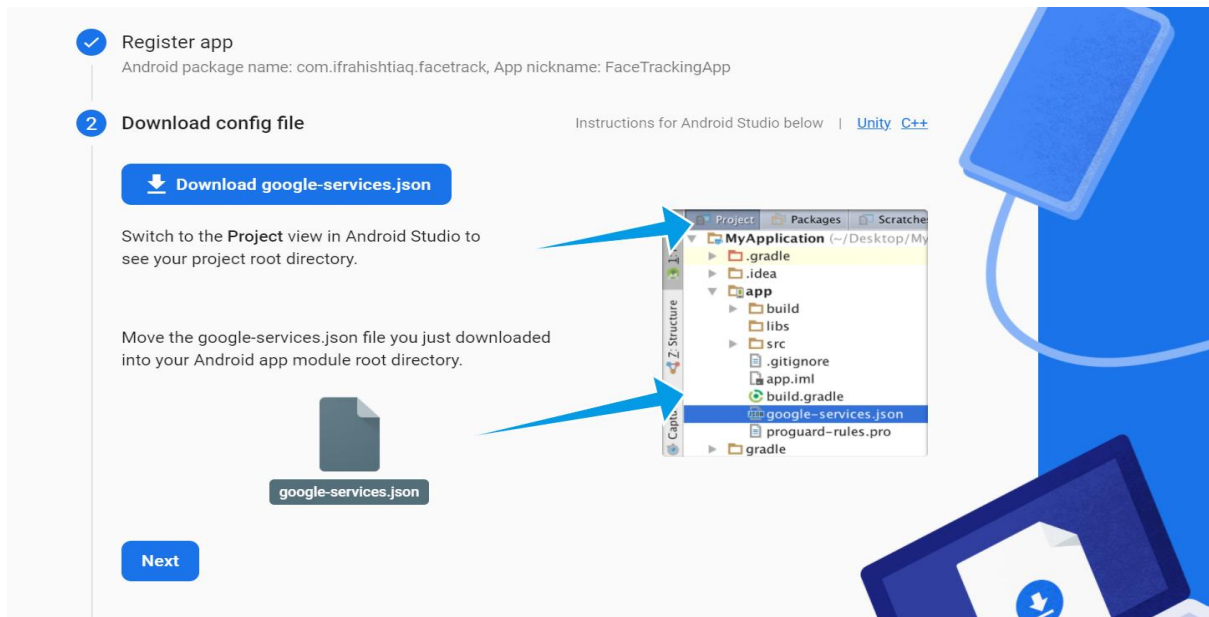 Register app
Android package name: com.ifrahishtiaq.facetrack, App nickname: FaceTrackingApp
2
Download config file
Instructions for Android Studio below | Unity C++
Download google-services.json
Switch to the Project view in Android Studio to
see your project root directory.
Move the google-services.json file you just downloaded
into your Android app module root directory.
google-services.json
Next
Project Packages Scratche
MyApplication (~/Desktop/My
.gradle
.idea
app
build
libs
src
.gitignore
app.iml
build.gradle
google-services.json
proguard-rules.pro
gradle
Z: Structure
Captu